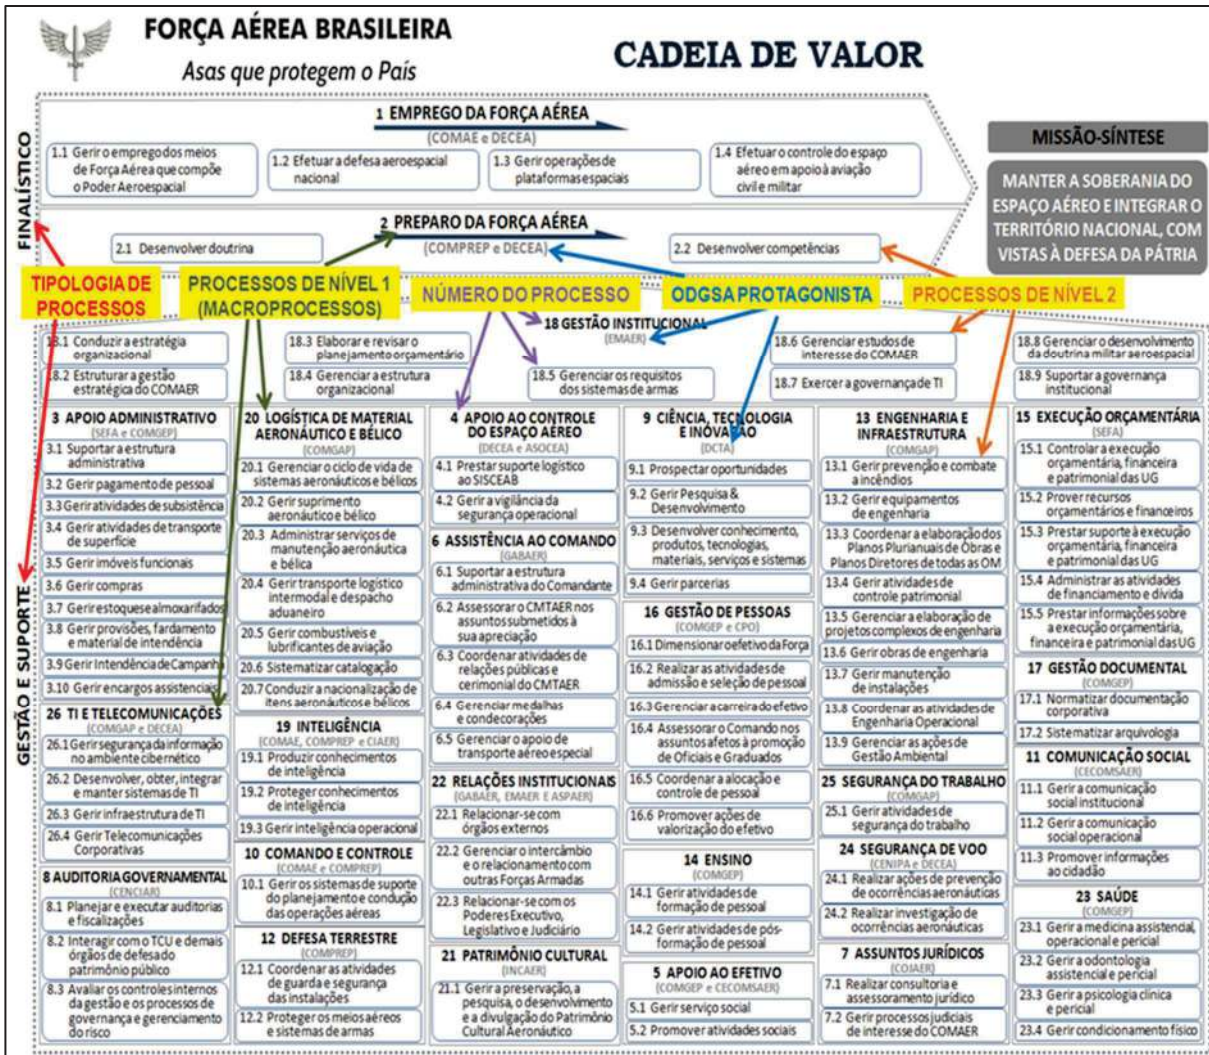 FORÇA AÉREA BRASILEIRA
Asas que protegem o País
CADEIA DE VALOR
FINALÍSTICO
1 EMPREGO DA FORÇA AÉREA
(COMAE e DECEA)
1.1 Gerir o emprego dos meios
de Força Aérea que compõe
o Poder Aeroespacial
1.2 Efetuar a defesa aeroespacial
nacional
1.3 Gerir operações de
plataformas espaciais
1.4 Efetuar o controle do espaço
aéreo em apoio à aviação
civil e militar
2 PREPARO DA FORÇA AÉREA
(COMPREP e DECEA)
2.1 Desenvolver doutrina
2.2 Desenvolver competências
MISSÃO-SÍNTESE
MANTER A SOBERANIA DO
ESPAÇO AÉREO E INTEGRAR O
TERRITÓRIO NACIONAL, COM
VISTAS À DEFESA DA PÁTRIA
TIPOLOGIA DE
PROCESSOS
PROCESSOS DE NÍVEL 1
(MACROPROCESSOS)
NÚMERO DO PROCESSO
ODGSA PROTAGONISTA
PROCESSOS DE NÍVEL 2
GESTÃO E SUPORTE
18 GESTÃO INSTITUCIONAL
(EMAER)
18.1 Conduzir a estratégia
organizacional
18.2 Estruturar a gestão
estratégica do COMAER
18.3 Elaborar e revisar o
planejamento orçamentário
18.4 Gerenciar a estrutura
organizacional
18.5 Gerenciar os requisitos
dos sistemas de armas
18.6 Gerenciar estudos de
interesse do COMAER
18.7 Exercer a governança de TI
18.8 Gerenciar o desenvolvimento
da doutrina militar aeroespacial
18.9 Suportar a governança
institucional
3 APOIO ADMINISTRATIVO
(SEFA e COMGEP)
3.1 Suportar a estrutura
administrativa
3.2 Gerir pagamento de pessoal
3.3 Gerir atividades de subsistência
3.4 Gerir atividades de transporte
de superfície
3.5 Gerir imóveis funcionais
3.6 Gerir compras
3.7 Gerir estoques e almoxarifados
3.8 Gerir provisões, fardamento
e material de intendência
3.9 Gerir Intendência de Campanha
3.10 Gerir encargos assistenciais
26 TI E TELECOMUNICAÇÕES
(COMGAP e DECEA)
26.1 Gerir segurança da informação
no ambiente cibernético
26.2 Desenvolver, obter, integrar
e manter sistemas de TI
26.3 Gerir infraestrutura de TI
26.4 Gerir Telecomunicações
Corporativas
8 AUDITORIA GOVERNAMENTAL
(CENCIAR)
8.1 Planejar e executar auditorias
e fiscalizações
8.2 Interagir com o TCU e demais
órgãos de defesa do
patrimônio público
8.3 Avaliar os controles internos
da gestão e os processos de
governança e gerenciamento
do risco
20 LOGÍSTICA DE MATERIAL
AERONÁUTICO E BÉLICO
(COMGAP)
20.1 Gerenciar o ciclo de vida de
sistemas aeronáuticos e bélicos
20.2 Gerir suprimento
aeronáutico e bélico
20.3 Administrar serviços de
manutenção aeronáutica
e bélica
20.4 Gerir transporte logístico
intermodal e despacho
aduaneiro
20.5 Gerir combustíveis e
lubrificantes de aviação
20.6 Sistematizar catalogação
20.7 Conduzir a nacionalização de
itens aeronáuticos e bélicos
19 INTELIGÊNCIA
(COMAE, COMPREP e CIAER)
19.1 Produzir conhecimentos
de inteligência
19.2 Proteger conhecimentos
de inteligência
19.3 Gerir inteligência operacional
10 COMANDO E CONTROLE
(COMAE e COMPREP)
10.1 Gerir os sistemas de suporte
do planejamento e condução
das operações aéreas
12 DEFESA TERRESTRE
(COMPREP)
12.1 Coordenar as atividades
de guarda e segurança
das instalações
12.2 Proteger os meios aéreos
e sistemas de armas
4 APOIO AO CONTROLE
DO ESPAÇO AÉREO
(DECEA e ASOCEA)
4.1 Prestar suporte logístico
ao SISCEAB
4.2 Gerir a vigilância da
segurança operacional
6 ASSISTÊNCIA AO COMANDO
(GABAER)
6.1 Suportar a estrutura
administrativa do Comandante
6.2 Assessorar o CMTAER nos
assuntos submetidos à
sua apreciação
6.3 Coordenar atividades de
relações públicas e
cerimonial do CMTAER
6.4 Gerenciar medalhas
e condecorações
6.5 Gerenciar o apoio de
transporte aéreo especial
22 RELAÇÕES INSTITUCIONAIS
(GABAER, EMAER E ASPAER)
22.1 Relacionar-se com
órgãos externos
22.2 Gerenciar o intercâmbio
e o relacionamento com
outras Forças Armadas
22.3 Relacionar-se com os
Poderes Executivo,
Legislativo e Judiciário
21 PATRIMÔNIO CULTURAL
(INCAER)
21.1 Gerir a preservação, a
pesquisa, o desenvolvimento
e a divulgação do Patrimônio
Cultural Aeronáutico
9 CIÊNCIA, TECNOLOGIA
E INOVAÇÃO
(DCTA)
9.1 Prospectar oportunidades
9.2 Gerir Pesquisa &
Desenvolvimento
9.3 Desenvolver conhecimento,
produtos, tecnologias,
materiais, serviços e sistemas
9.4 Gerir parcerias
16 GESTÃO DE PESSOAS
(COMGEP e CPO)
16.1 Dimensionar o efetivo da Força
16.2 Realizar as atividades de
admissão e seleção de pessoal
16.3 Gerenciar a carreira do efetivo
16.4 Assessorar o Comando nos
assuntos afetos à promoção
de Oficiais e Graduados
16.5 Coordenar a alocação e
controle de pessoal
16.6 Promover ações de
valorização do efetivo
14 ENSINO
(COMGEP)
14.1 Gerir atividades de
formação de pessoal
14.2 Gerir atividades de pós-
formação de pessoal
5 APOIO AO EFETIVO
(COMGEP e CECOMSAER)
5.1 Gerir serviço social
5.2 Promover atividades sociais
13 ENGENHARIA E
INFRAESTRUTURA
(COMGAP)
13.1 Gerir prevenção e combate
a incêndios
13.2 Gerir equipamentos
de engenharia
13.3 Coordenar a elaboração dos
Planos Plurianuais de Obras e
Planos Diretores de todas as OM
13.4 Gerir atividades de
controle patrimonial
13.5 Gerenciar a elaboração de
projetos complexos de engenharia
13.6 Gerir obras de engenharia
13.7 Gerir manutenção
de instalações
13.8 Coordenar as atividades de
Engenharia Operacional
13.9 Gerenciar as ações de
Gestão Ambiental
25 SEGURANÇA DO TRABALHO
(COMGAP)
25.1 Gerir atividades de
segurança do trabalho
24 SEGURANÇA DE VOO
(CENIPA e DECEA)
24.1 Realizar ações de prevenção
de ocorrências aeronáuticas
24.2 Realizar investigação de
ocorrências aeronáuticas
7 ASSUNTOS JURÍDICOS
(COJAER)
7.1 Realizar consultoria e
assessoramento jurídico
7.2 Gerir processos judiciais
de interesse do COMAER
15 EXECUÇÃO ORÇAMENTÁRIA
(SEFA)
15.1 Controlar a execução
orçamentária, financeira
e patrimonial das UG
15.2 Prover recursos
orçamentários e financeiros
15.3 Prestar suporte à execução
orçamentária, financeira
e patrimonial das UG
15.4 Administrar as atividades
de financiamento e dívida
15.5 Prestar informações sobre
a execução orçamentária,
financeira e patrimonial das UG
17 GESTÃO DOCUMENTAL
(COMGEP)
17.1 Normatizar documentação
corporativa
17.2 Sistematizar arquivologia
11 COMUNICAÇÃO SOCIAL
(CECOMSAER)
11.1 Gerir a comunicação
social institucional
11.2 Gerir a comunicação
social operacional
11.3 Promover informações
ao cidadão
23 SAÚDE
(COMGEP)
23.1 Gerir a medicina assistencial,
operacional e pericial
23.2 Gerir a odontologia
assistencial e pericial
23.3 Gerir a psicologia clínica
e pericial
23.4 Gerir condicionamento físico